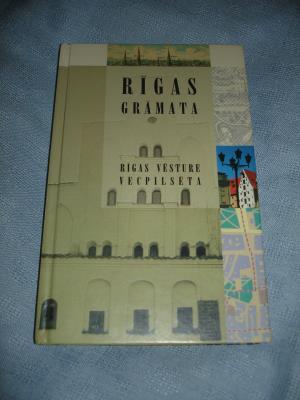 RĪGAS
GRĀMATA
RĪGAS VĒSTURE
VECPILSĒTA